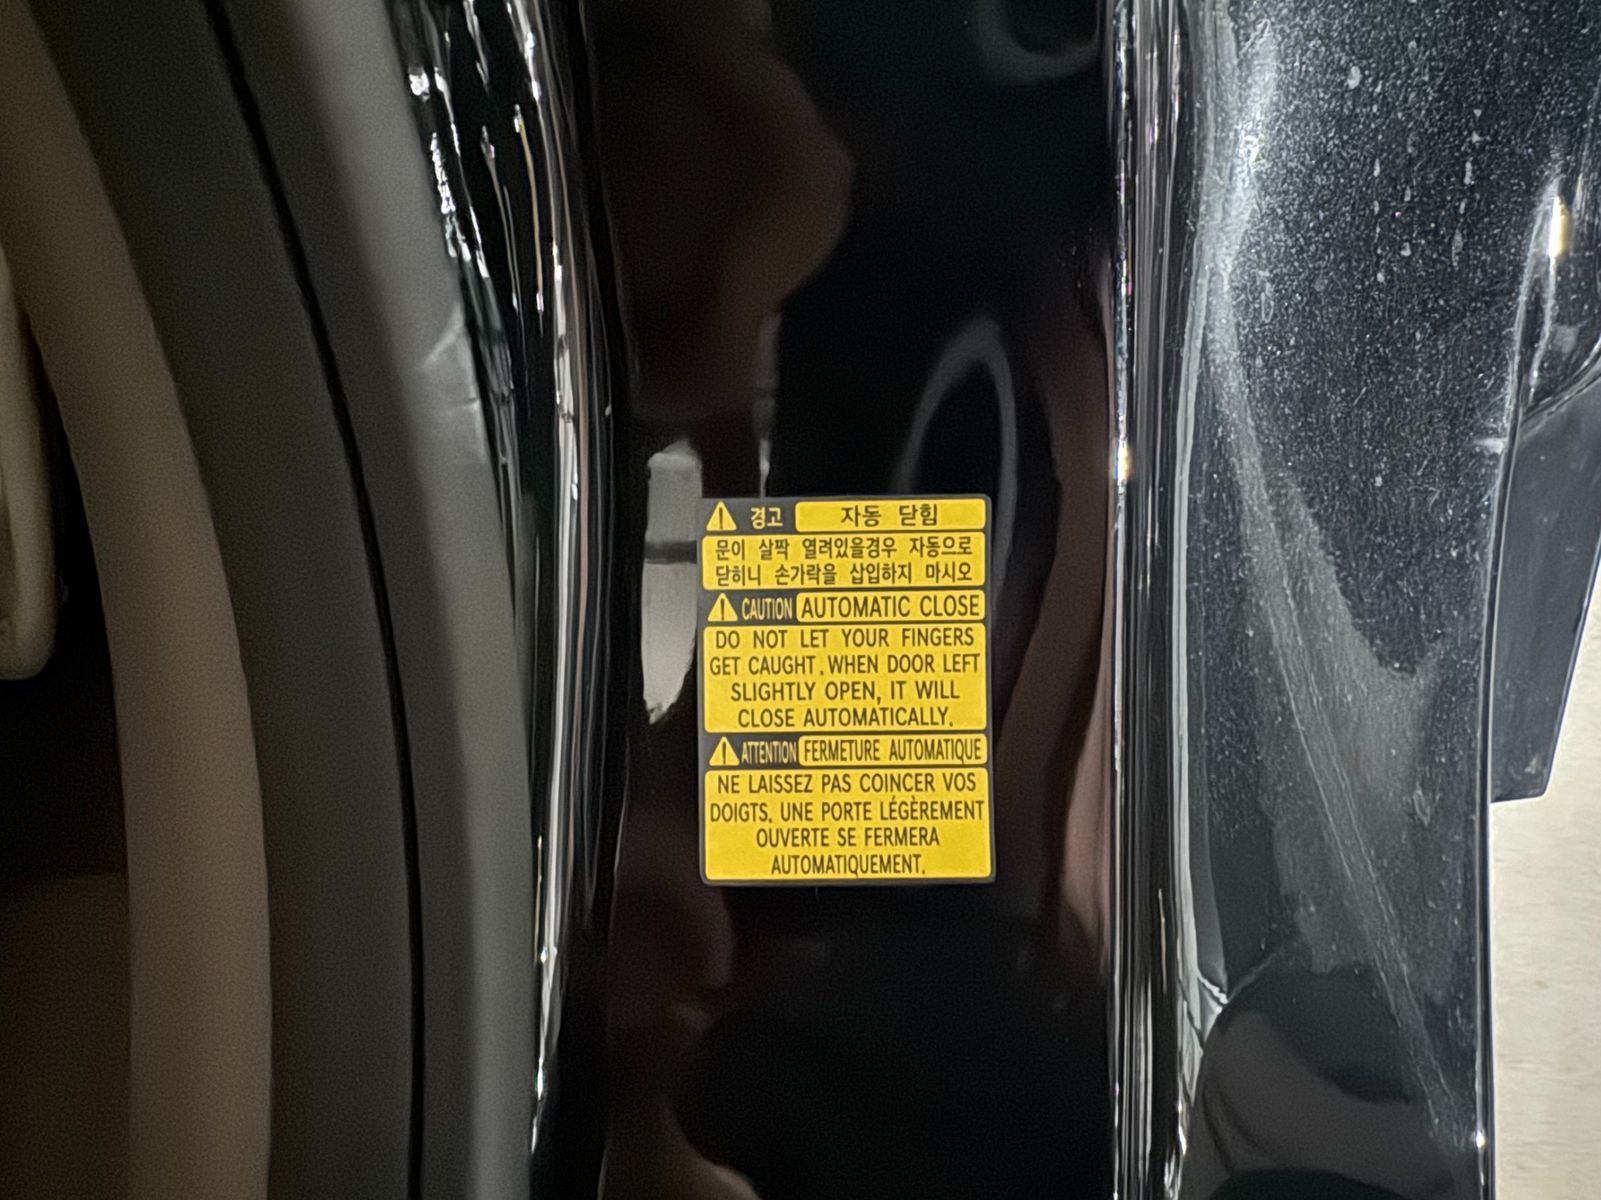 경고 자동 닫힘
문이 살짝 열려있을경우 자동으로
닫히니 손가락을 삽입하지 마시오
CAUTION AUTOMATIC CLOSE
DO NOT LET YOUR FINGERS
GET CAUGHT. WHEN DOOR LEFT
SLIGHTLY OPEN, IT WILL
CLOSE AUTOMATICALLY.
ATTENTION FERMETURE AUTOMATIQUE
NE LAISSEZ PAS COINCER VOS
DOIGTS. UNE PORTE LÉGÈREMENT
OUVERTE SE FERMERA
AUTOMATIQUEMENT.